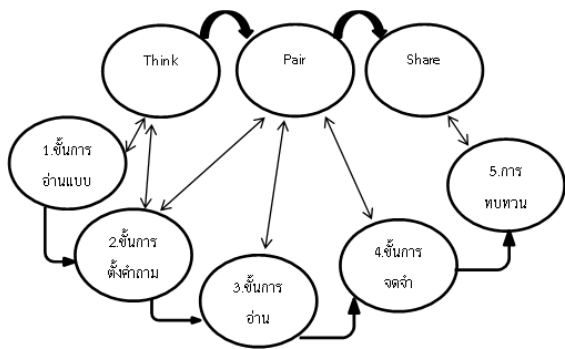 Think
Pair
Share
1.ขั้นการ
อ่านแบบ
2.ขั้นการ
ตั้งคำถาม
3.ขั้นการ
อ่าน
4.ขั้นการ
จดจำ
5.การ
ทบทวน